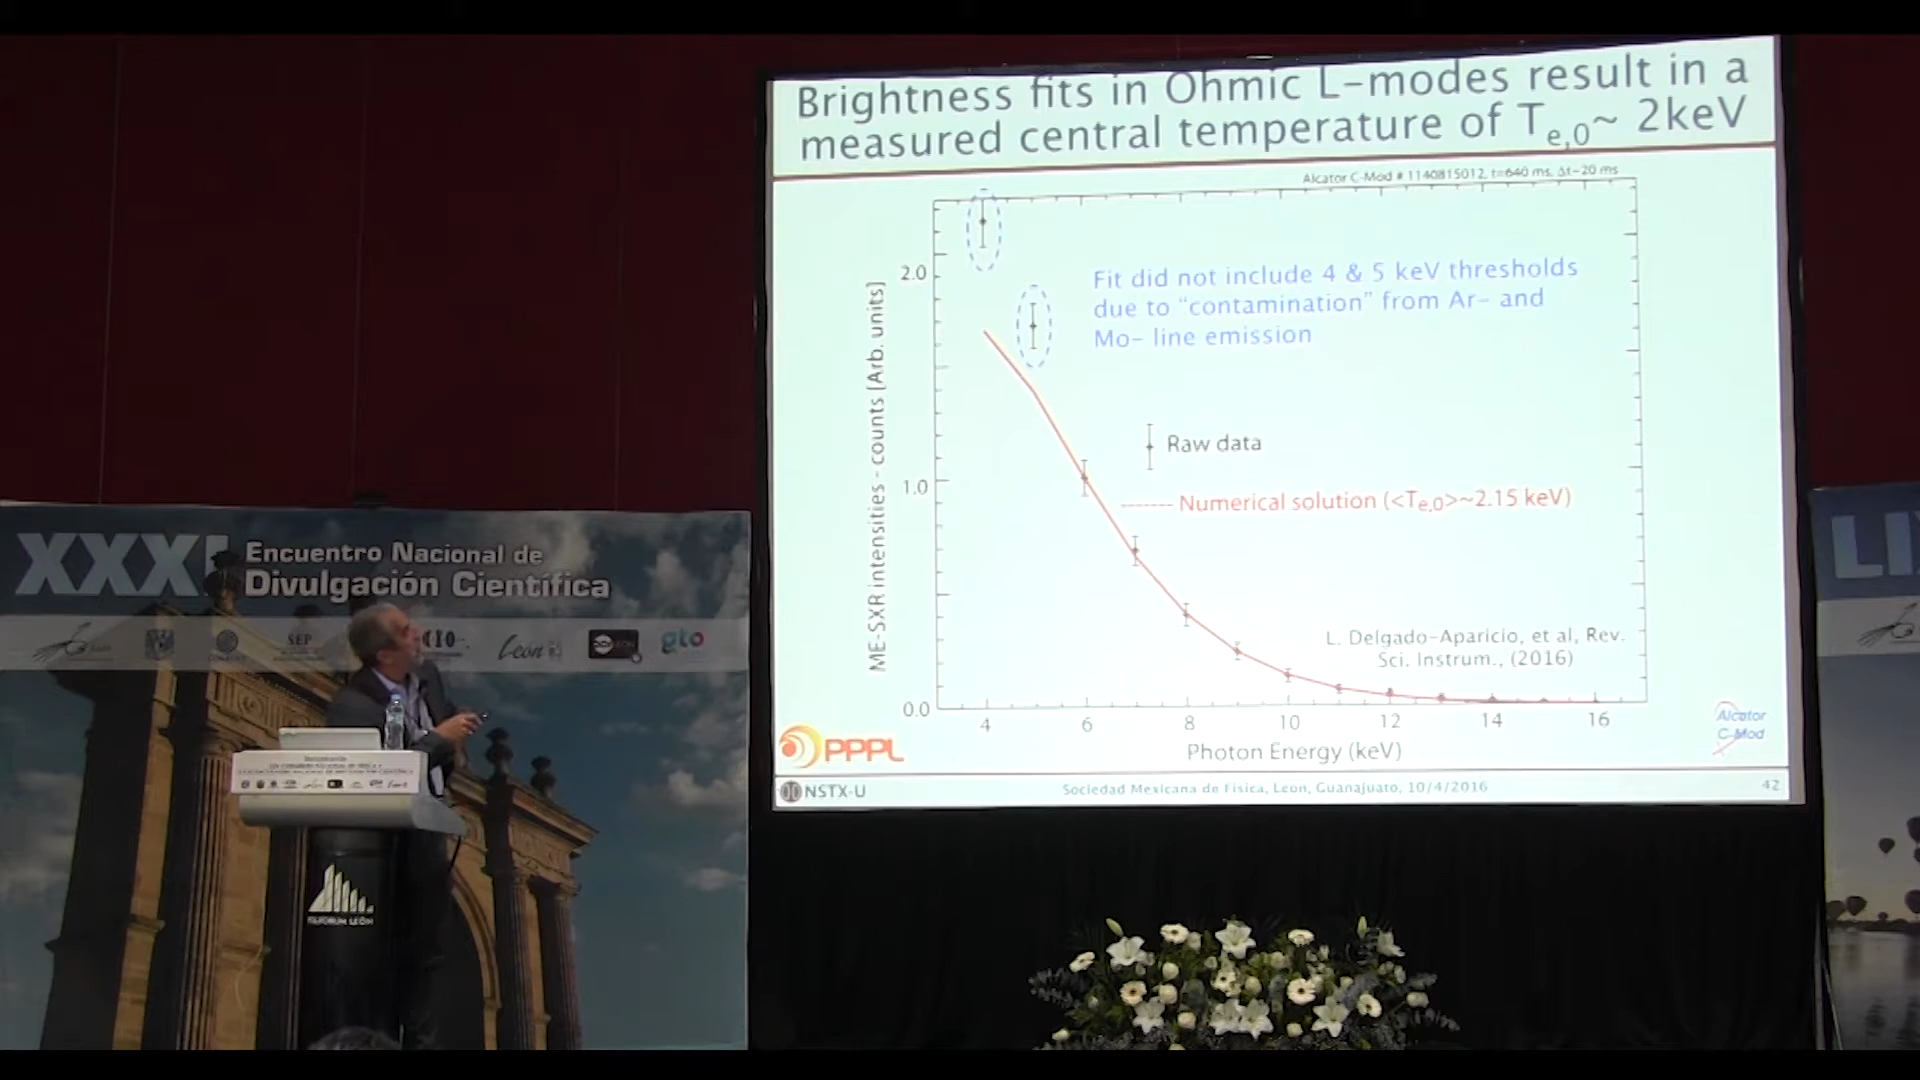 Brightness fits in Ohmic L-modes result in a
measured central temperature of Te,0~ 2keV
Alcator C-Mod # 1140815012, t=640 ms, Δt~20 ms
2.0
1.0
0.0
ME-SXR intensities - counts [Arb. units]
Fit did not include 4 & 5 keV thresholds
due to "contamination" from Ar- and
Mo- line emission
Raw data
Numerical solution (<Te,0>~2.15 keV)
L. Delgado-Aparicio, et al, Rev.
Sci. Instrum., (2016)
4 6 8 10 12 14 16
Photon Energy (keV)
Alcator
C-Mod
PPPL
NSTX-U
Sociedad Mexicana de Física, León, Guanajuato, 10/4/2016
42
XXXI
Encuentro Nacional de
Divulgación Científica
SEP
CIO
León
gto
LI